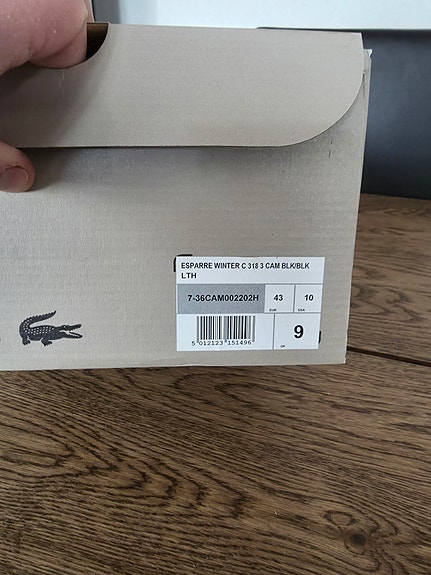 ESPARRE WINTER C 318 3 CAM BLK/BLK
LTH
7-36CAM002202H 43 10
EUR USA
9
UK
5 012123 151496